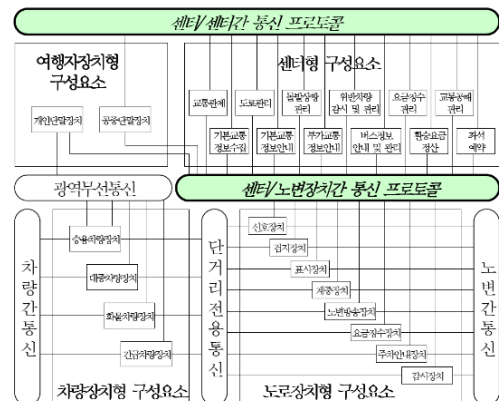 센터/센터간 통신 프로토콜
여행자장치형
구성요소
개인단말장치
공용단말장치
센터형 구성요소
교통관제
도로관리
돌발상황
관리
위반차량
감시 및 관리
요금징수
관리
교통공해
관리
기본교통
정보수집
기본교통
정보안내
부가교통
정보안내
버스정보
안내 및 관리
환승요금
정산
좌석
예약
광역무선통신
센터/노변장치간 통신 프로토콜
차량간통신
승용차량장치
대중차량장치
화물차량장치
긴급차량장치
차량장치형 구성요소
단거리전용통신
신호장치
검지장치
표시장치
제중장치
노변방송장치
요금징수장치
주차안내장치
감시장치
도로장치형 구성요소
노변간통신